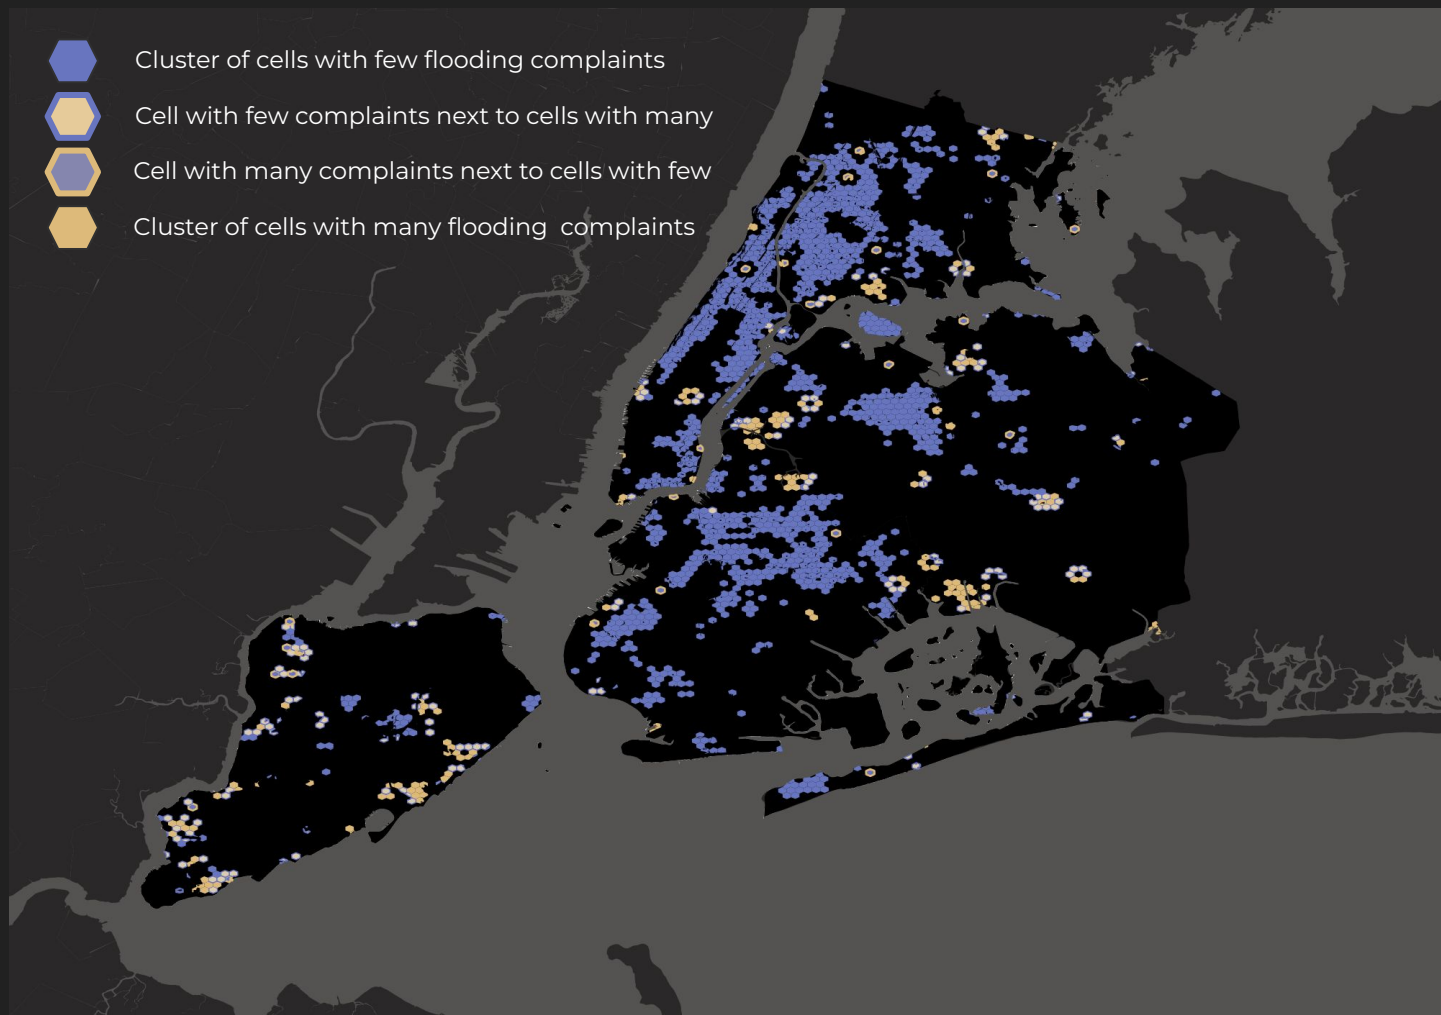 Cluster of cells with few flooding complaints
Cell with few complaints next to cells with many
Cell with many complaints next to cells with few
Cluster of cells with many flooding  complaints